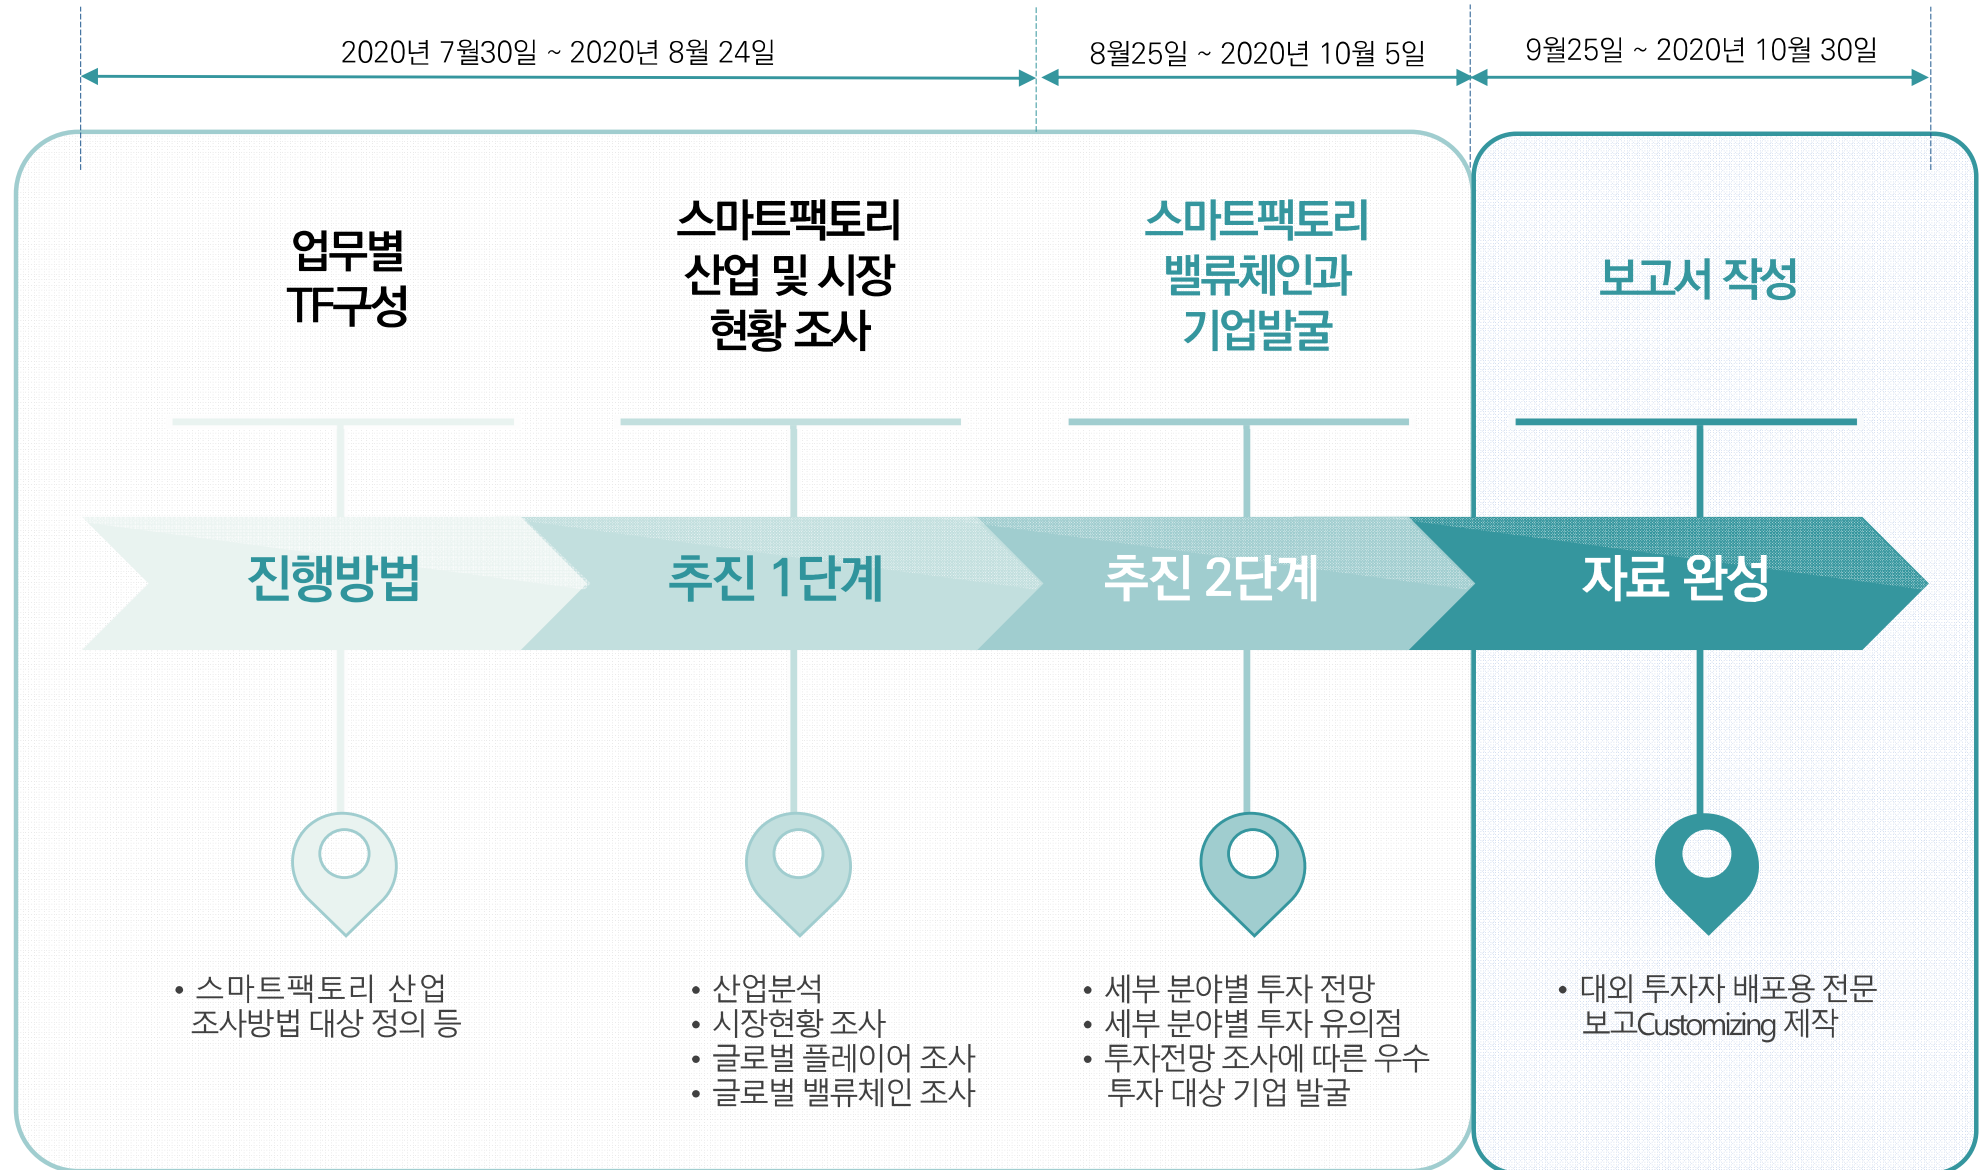 2020년 7월30일 ~ 2020년 8월 24일
8월25일 ~ 2020년 10월 5일
9월25일 ~ 2020년 10월 30일
업무별
TF구성
스마트팩토리
산업 및 시장
현황 조사
스마트팩토리
밸류체인과
기업발굴
보고서 작성
진행방법
추진 1단계
추진 2단계
자료 완성
• 스마트팩토리 산업
조사방법 대상 정의 등
• 산업분석
• 시장현황 조사
• 글로벌 플레이어 조사
• 글로벌 밸류체인 조사
• 세부 분야별 투자 전망
• 세부 분야별 투자 유의점
• 투자전망 조사에 따른 우수
투자 대상 기업 발굴
• 대외 투자자 배포용 전문
보고Customizing 제작